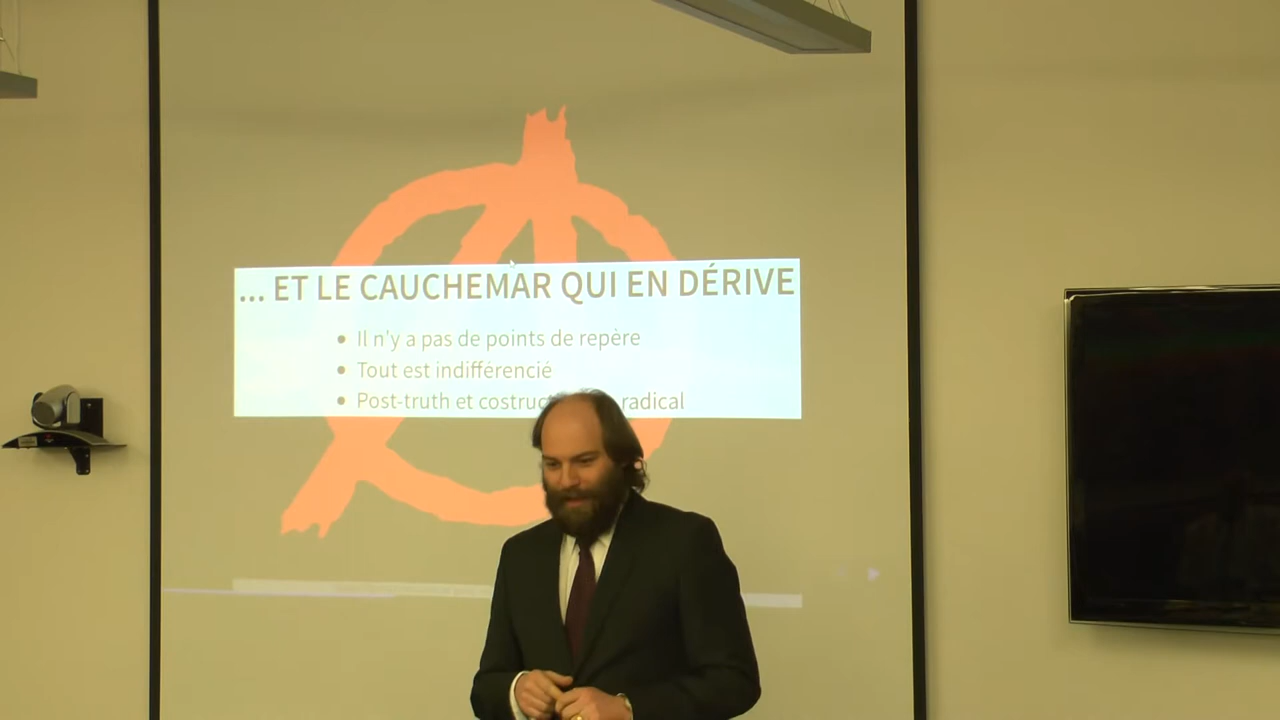 ... ET LE CAUCHEMAR QUI EN DÉRIVE
• Il n'y a pas de points de repère
• Tout est indifférencié
• Post-truth et costruc radical